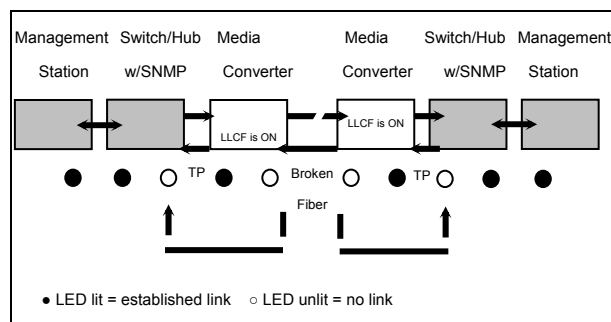 Management Switch/Hub Media Media Switch/Hub Management
Station w/SNMP Converter Converter w/SNMP Station
LLCF is ON LLCF is ON
TP Broken TP
Fiber
● LED lit = established link ○ LED unlit = no link